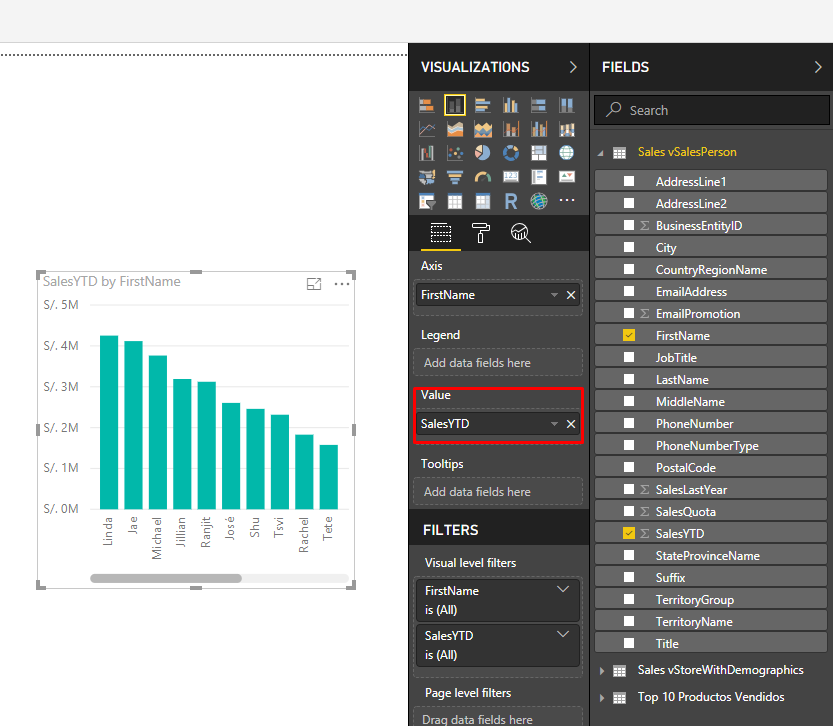 SalesYTD by FirstName
S/. 5M
S/. 4M
S/. 3M
S/. 2M
S/. 1M
S/. 0M
Linda
Jae
Michael
Jillian
Ranjit
José
Shu
Tsvi
Rachel
Tete
VISUALIZATIONS
R
Axis
FirstName
Legend
Add data fields here
Value
SalesYTD
Tooltips
Add data fields here
FILTERS
Visual level filters
FirstName
is (All)
SalesYTD
is (All)
Page level filters
Drag data fields here
FIELDS
Search
Sales vSalesPerson
AddressLine1
AddressLine2
BusinessEntityID
City
CountryRegionName
EmailAddress
EmailPromotion
FirstName
JobTitle
LastName
MiddleName
PhoneNumber
PhoneNumberType
PostalCode
SalesLastYear
SalesQuota
SalesYTD
StateProvinceName
Suffix
TerritoryGroup
TerritoryName
Title
Sales vStoreWithDemographics
Top 10 Productos Vendidos